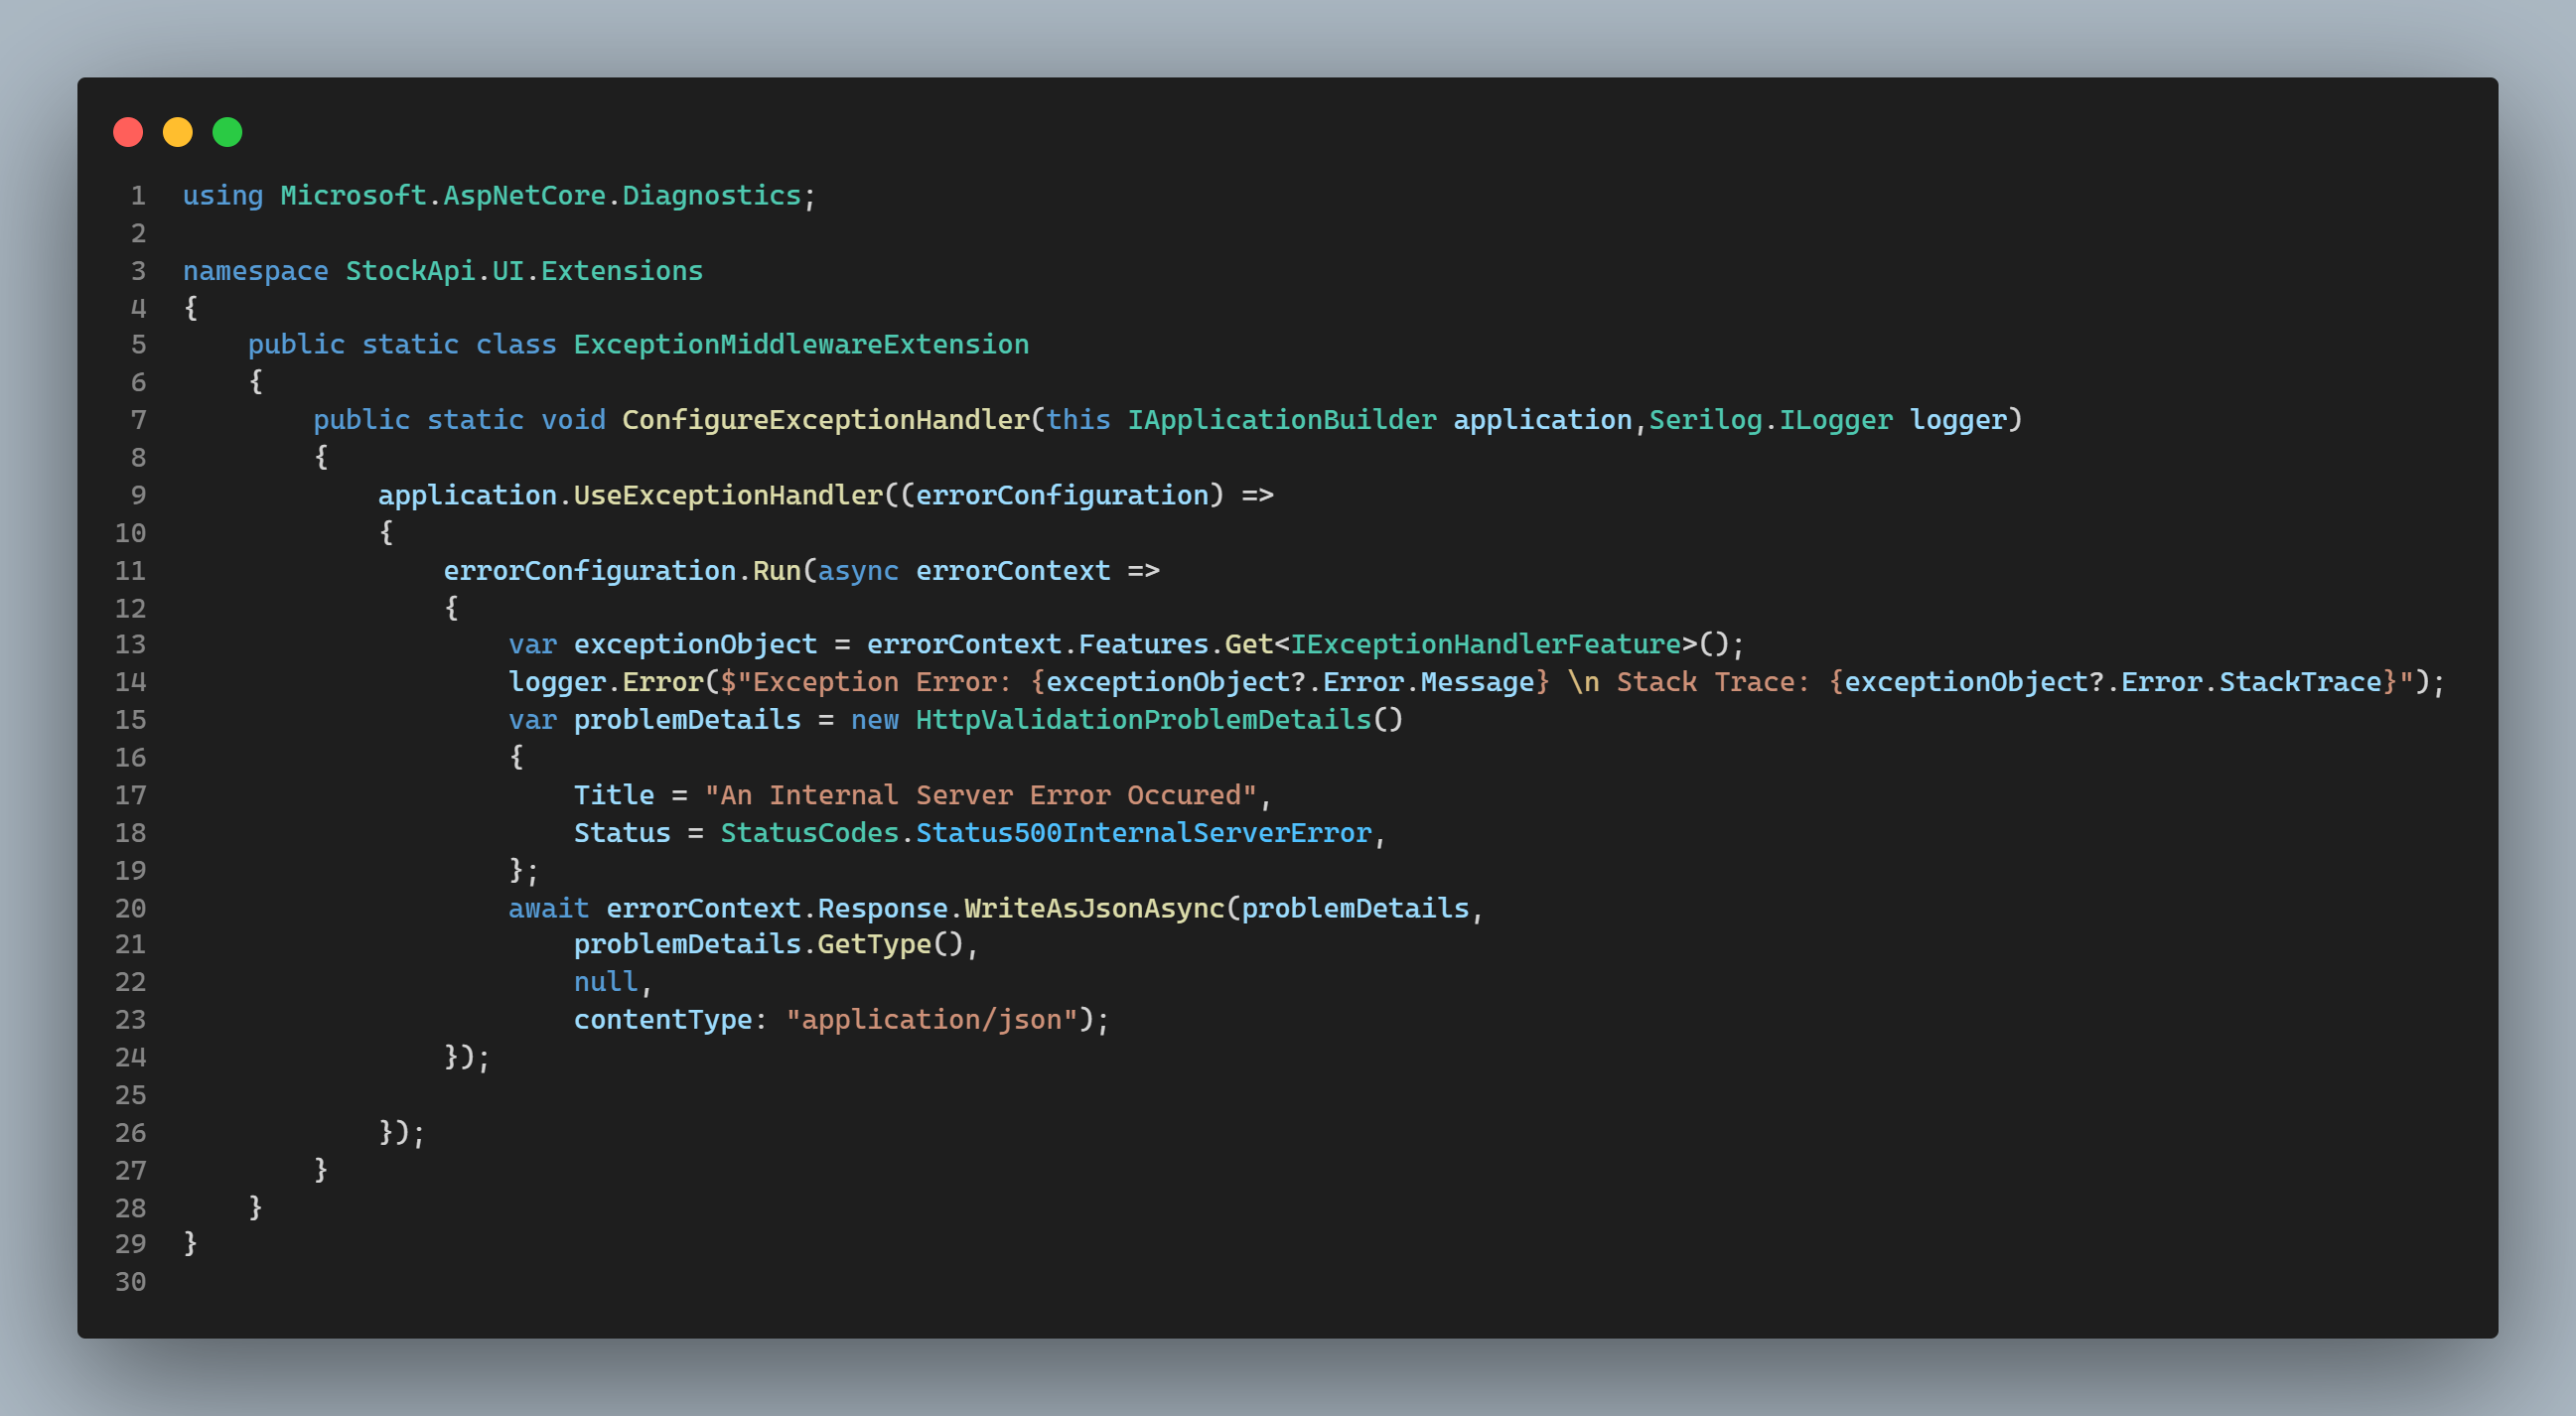 1 using Microsoft.AspNetCore.Diagnostics;
2
3 namespace StockApi.UI.Extensions
4 {
5     public static class ExceptionMiddlewareExtension
6     {
7         public static void ConfigureExceptionHandler(this IApplicationBuilder application,Serilog.ILogger logger)
8         {
9             application.UseExceptionHandler((errorConfiguration) =>
10             {
11                 errorConfiguration.Run(async errorContext =>
12                 {
13                     var exceptionObject = errorContext.Features.Get<IExceptionHandlerFeature>();
14                     logger.Error($"Exception Error: {exceptionObject?.Error.Message} \n Stack Trace: {exceptionObject?.Error.StackTrace}");
15                     var problemDetails = new HttpValidationProblemDetails()
16                     {
17                         Title = "An Internal Server Error Occured",
18                         Status = StatusCodes.Status500InternalServerError,
19                     };
20                     await errorContext.Response.WriteAsJsonAsync(problemDetails,
21                         problemDetails.GetType(),
22                         null,
23                         contentType: "application/json");
24                 });
25
26             });
27         }
28     }
29 }
30